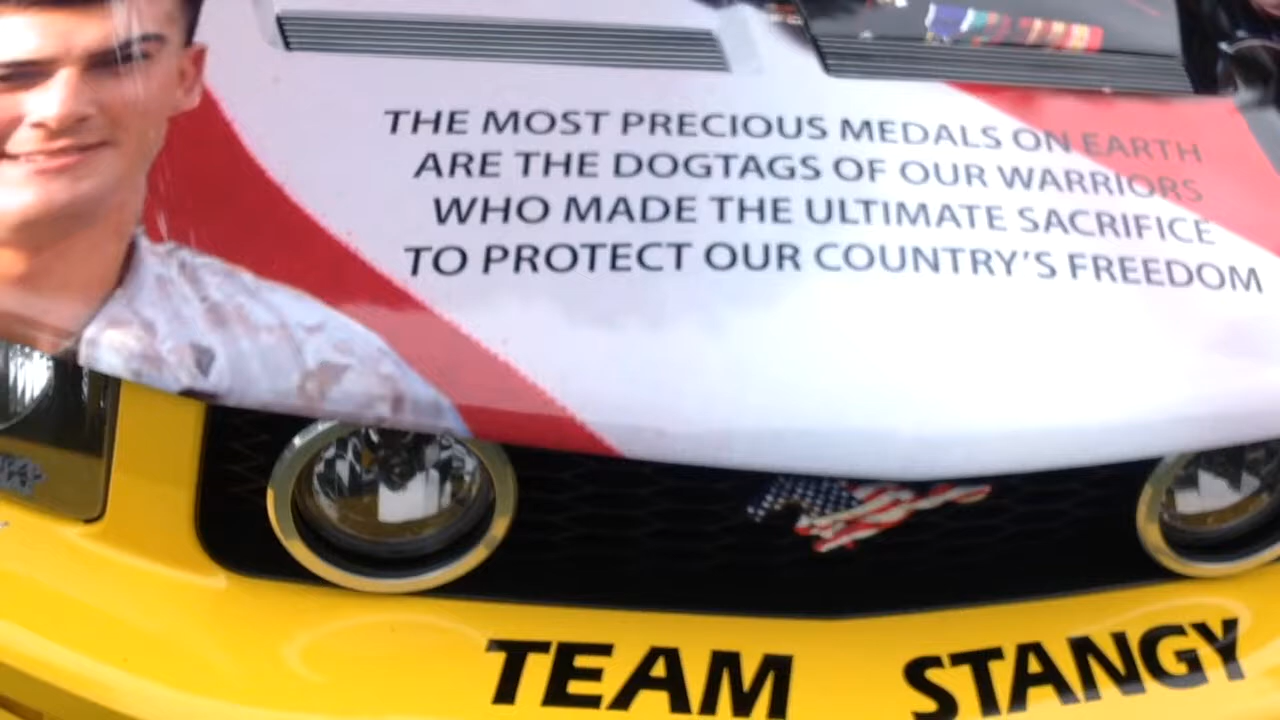 THE MOST PRECIOUS MEDALS ON EARTH
ARE THE DOGTAGS OF OUR WARRIORS
WHO MADE THE ULTIMATE SACRIFICE
TO PROTECT OUR COUNTRY'S FREEDOM
TEAM STANGY